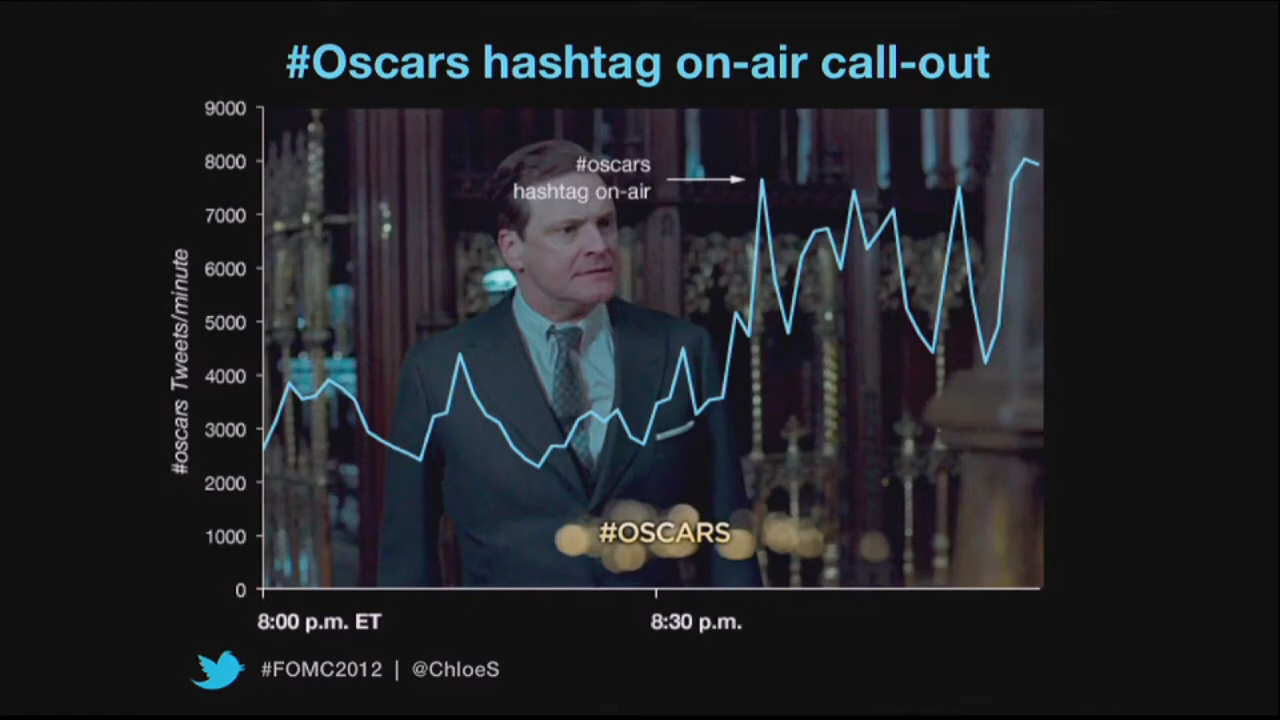 #Oscars hashtag on-air call-out
9000
8000
7000
6000
5000
4000
3000
2000
1000
0
#oscars Tweets/minute
#oscars
hashtag on-air
#OSCARS
8:00 p.m. ET
8:30 p.m.
#FOMC2012 | @ChloeS